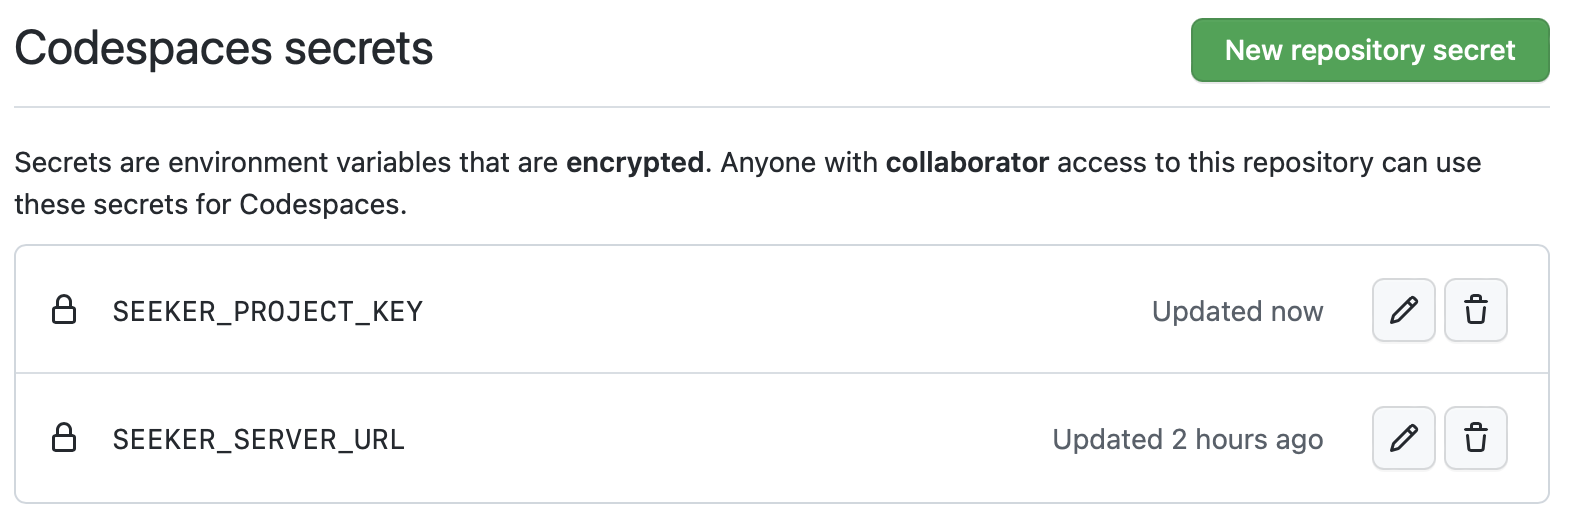 Codespaces secrets
New repository secret
Secrets are environment variables that are encrypted. Anyone with collaborator access to this repository can use
these secrets for Codespaces.
SEEKER_PROJECT_KEY
Updated now
SEEKER_SERVER_URL
Updated 2 hours ago